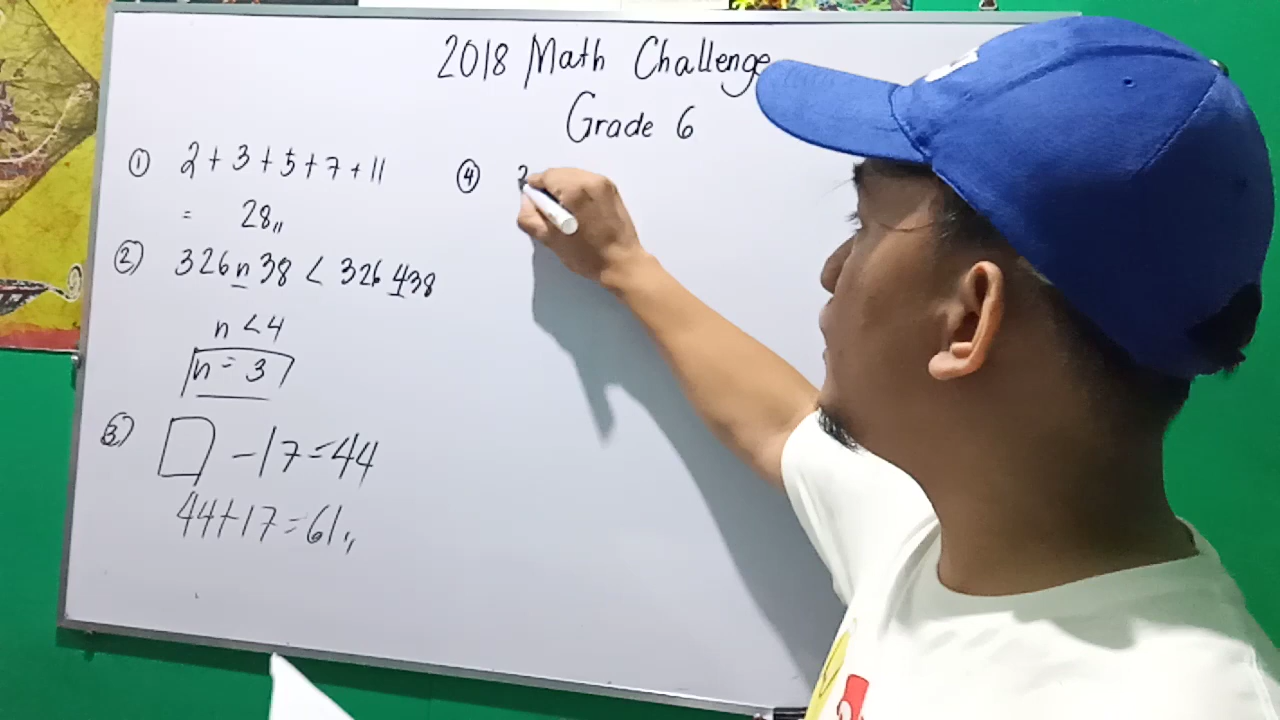 2018 Math Challenge
Grade 6
① 2 + 3 + 5 + 7 + 11
= 28,,
② 326n38 < 326438
n < 4
n = 3
③ □ - 17 = 44
44 + 17 = 61,,
④